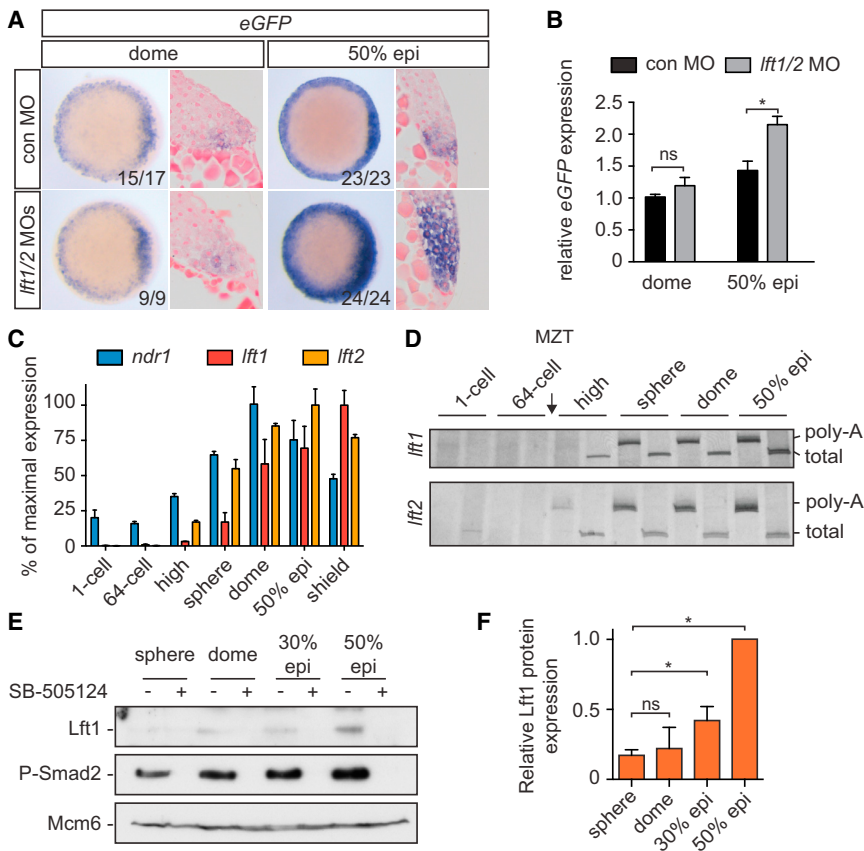 A
eGFP
dome 50% epi
con MO
15/17 23/23
lft1/2 MOs
9/9 24/24
B
con MO lft1/2 MO
relative eGFP expression
2.5
2.0
1.5
1.0
0.5
0
ns
*
dome 50% epi
C
ndr1 lft1 lft2
% of maximal expression
100
75
50
25
0
1-cell 64-cell high sphere dome 50% epi shield
D
MZT
1-cell 64-cell high sphere dome 50% epi
lft1
poly-A
total
lft2
poly-A
total
E
sphere dome 30% epi 50% epi
SB-505124 - + - + - + - +
Lft1
P-Smad2
Mcm6
F
Relative Lft1 protein expression
1.0
0.5
0
*
*
ns
sphere dome 30% epi 50% epi